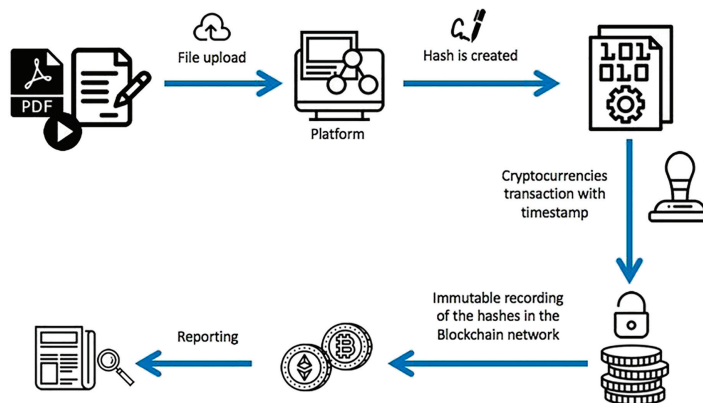 File upload
Hash is created
PDF
Platform
101
010
Cryptocurrencies
transaction with
timestamp
Immutable recording
of the hashes in the
Blockchain network
Reporting